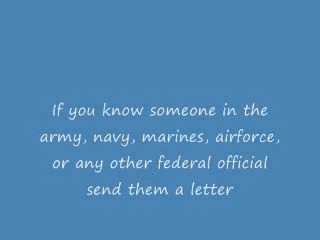 If you know someone in the
army, navy, marines, airforce,
or any other federal official
send them a letter